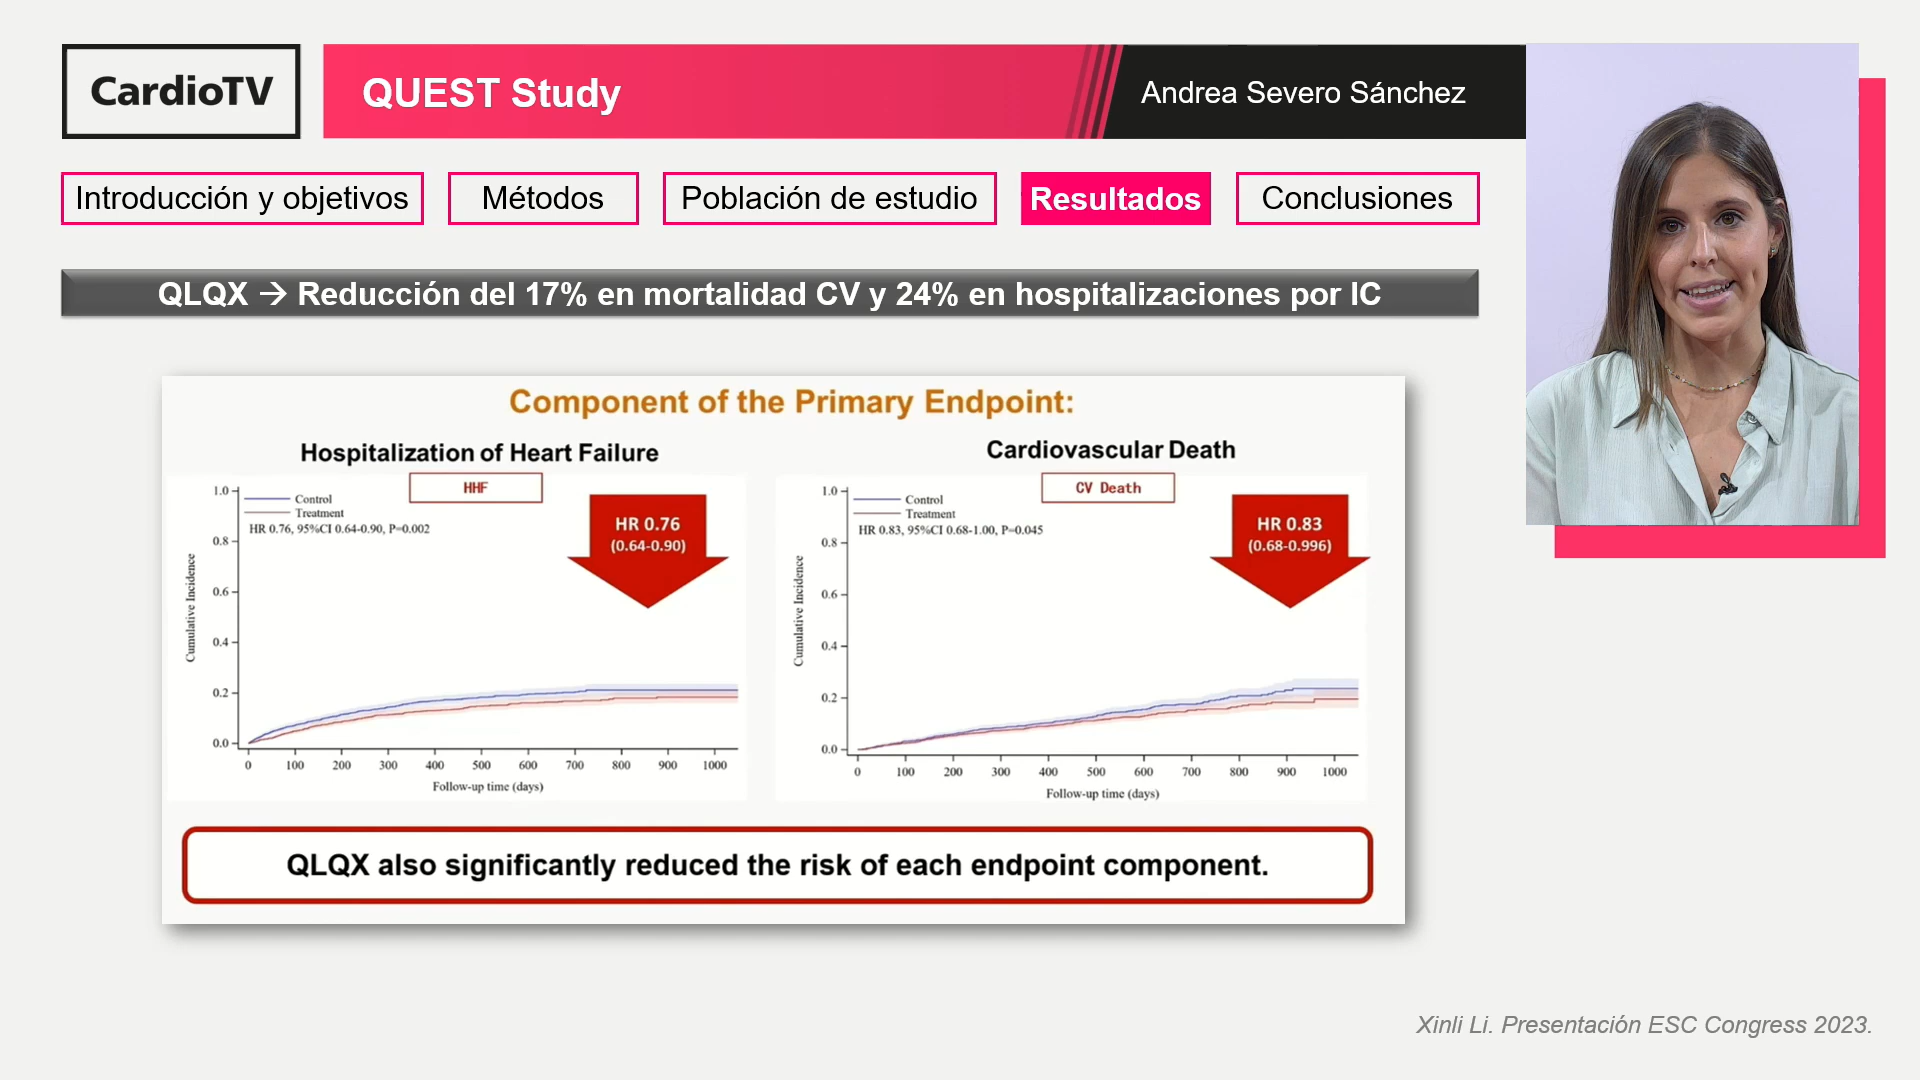 CardioTV
QUEST Study
Andrea Severo Sánchez
Introducción y objetivos
Métodos
Población de estudio
Resultados
Conclusiones
QLQX → Reducción del 17% en mortalidad CV y 24% en hospitalizaciones por IC
Component of the Primary Endpoint:
Hospitalization of Heart Failure
HHF
Control
Treatment
HR 0.76, 95%CI 0.64-0.90, P=0.002
HR 0.76
(0.64-0.90)
Cumulative Incidence
1.0
0.8
0.6
0.4
0.2
0.0
0 100 200 300 400 500 600 700 800 900 1000
Follow-up time (days)
Cardiovascular Death
CV Death
Control
Treatment
HR 0.83, 95%CI 0.68-1.00, P=0.045
HR 0.83
(0.68-0.996)
Cumulative Incidence
1.0
0.8
0.6
0.4
0.2
0.0
0 100 200 300 400 500 600 700 800 900 1000
Follow-up time (days)
QLQX also significantly reduced the risk of each endpoint component.
Xinli Li. Presentación ESC Congress 2023.